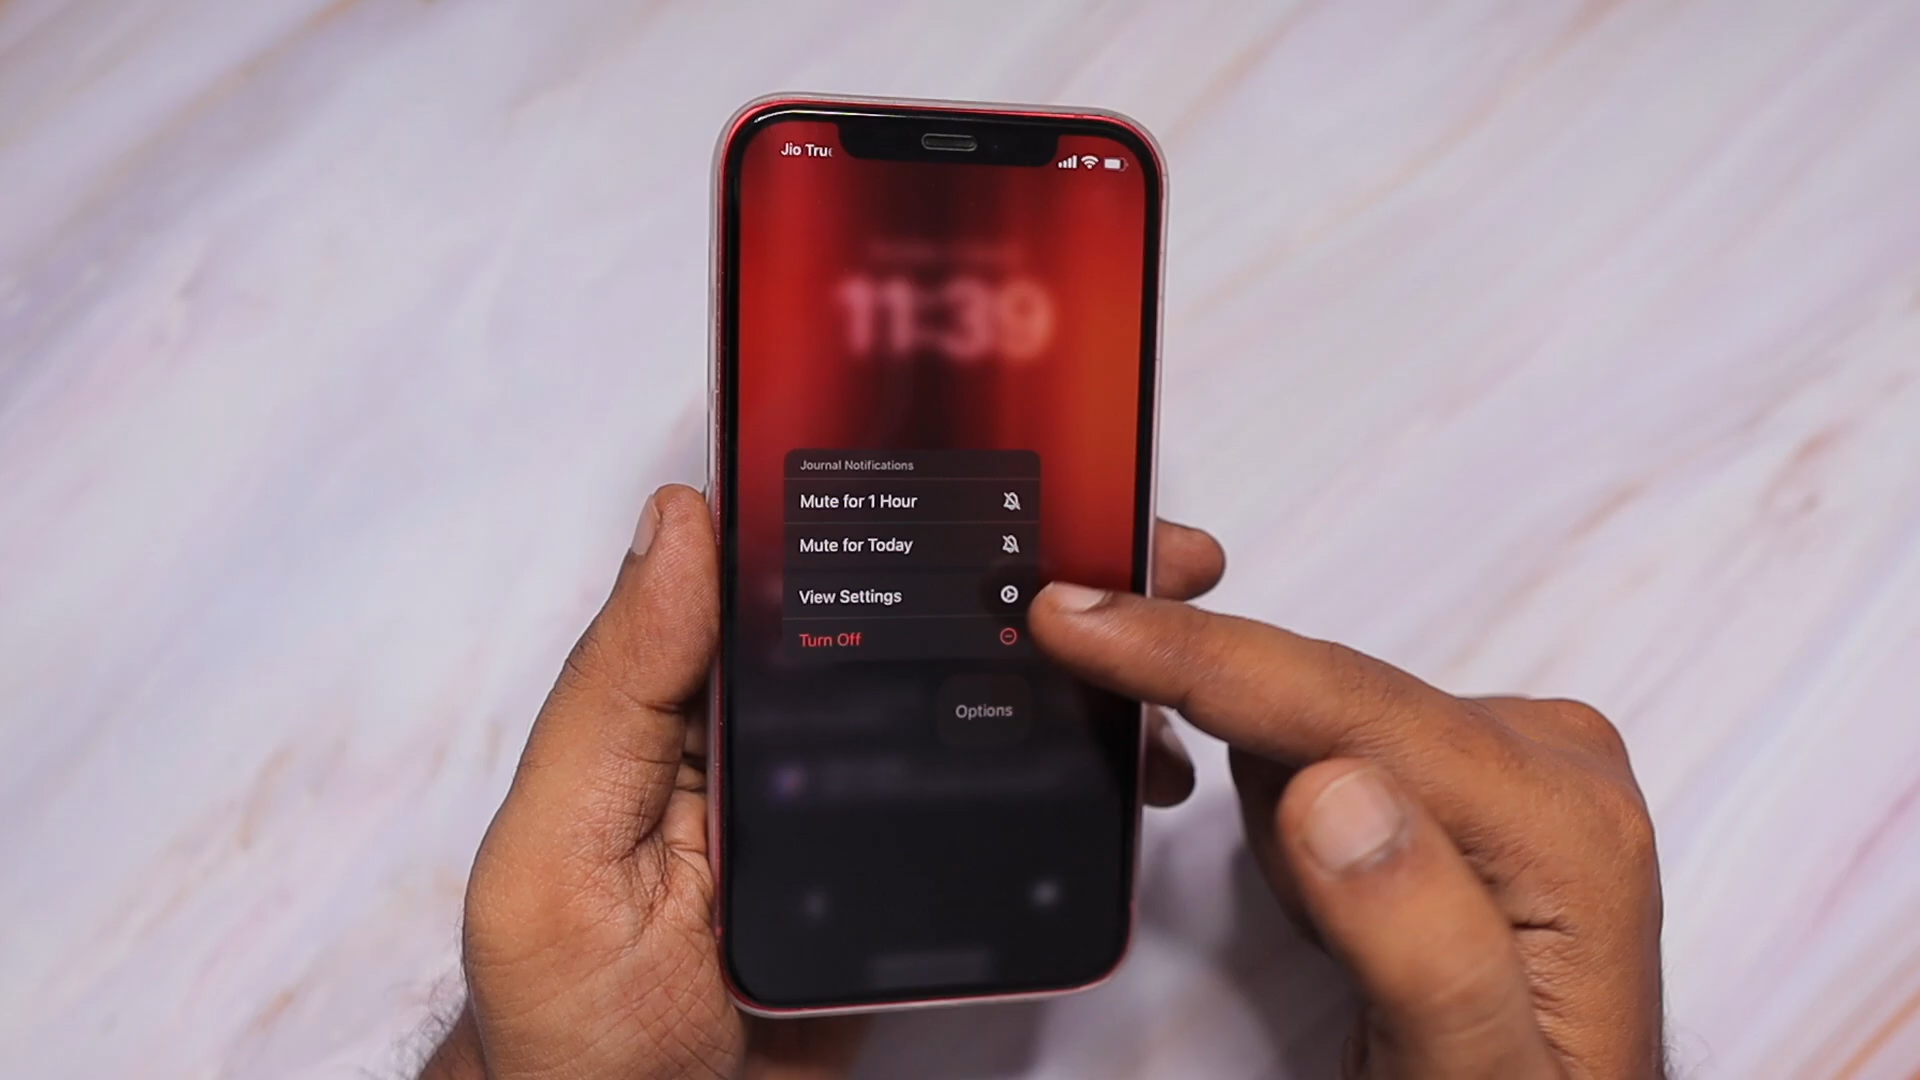 Jio Tru
11:39
Journal Notifications
Mute for 1 Hour
Mute for Today
View Settings
Turn Off
Options